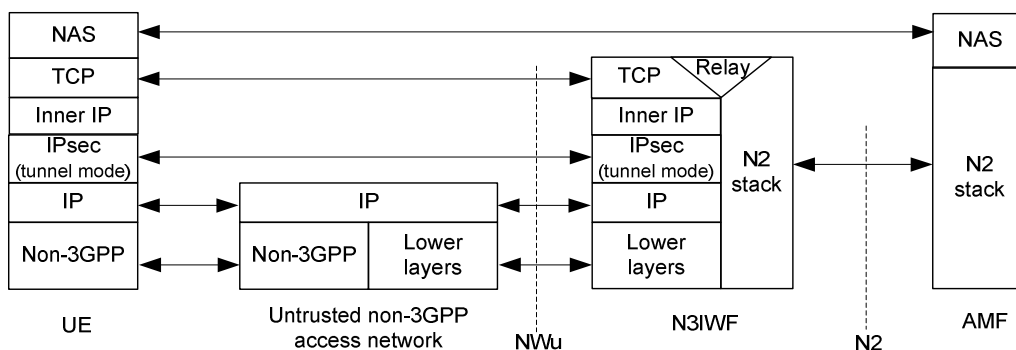 NAS
TCP
Inner IP
IPsec
(tunnel mode)
IP
Non-3GPP
UE
IP
Non-3GPP
Lower
layers
Untrusted non-3GPP
access network
NWu
TCP
Relay
Inner IP
IPsec
(tunnel mode)
IP
Lower
layers
N2
stack
N3IWF
N2
NAS
N2
stack
AMF